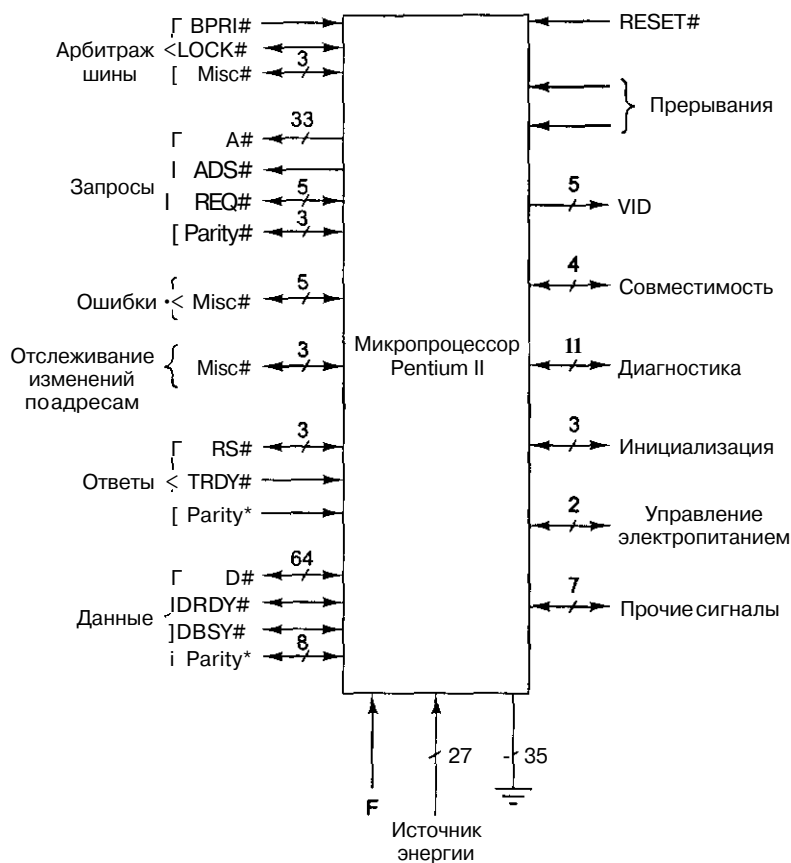 Арбитраж
шины
Γ BPRI#
<LOCK#
[ Misc#
3
Запросы
Γ A#
33
I ADS#
I REQ#
5
[ Parity#
3
Ошибки
Misc#
5
Отслеживание
изменений
по адресам
{ Misc#
3
Ответы
Γ RS#
3
< TRDY#
[ Parity*
Данные
Γ D#
64
IDRDY#
]DBSY#
i Parity*
8
Микропроцессор
Pentium II
RESET#
} Прерывания
5
VID
4
Совместимость
11
Диагностика
3
Инициализация
2
Управление
электропитанием
7
Прочие сигналы
F
27
Источник
энергии
35